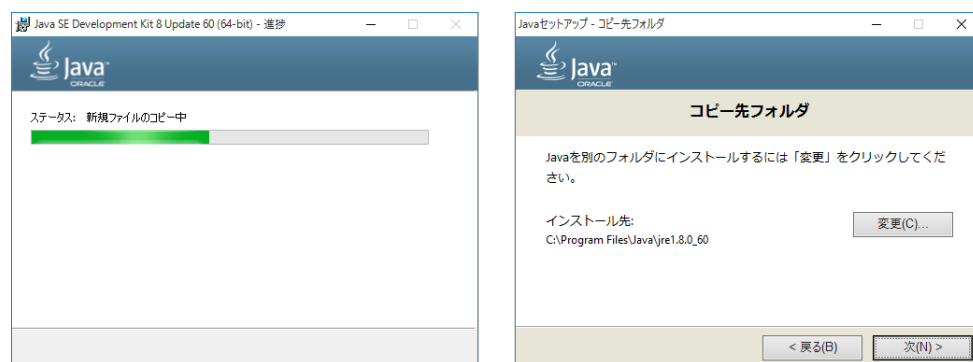 Java SE Development Kit 8 Update 60 (64-bit) - 進捗
Java™
ORACLE
ステータス: 新規ファイルのコピー中
Javaセットアップ - コピー先フォルダ
Java™
ORACLE
コピー先フォルダ
Javaを別のフォルダにインストールするには「変更」をクリックしてくだ
さい。
インストール先:
変更(C)...
C:\Program Files\Java\jre1.8.0_60
< 戻る(B)
次(N) >